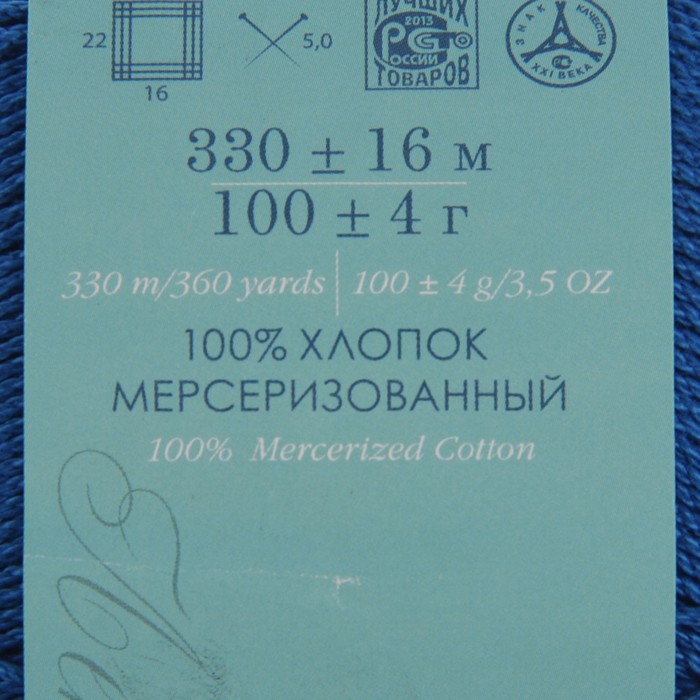 22
16
5,0
ЛУЧШИХ
2013
РОССИИ
ТОВАРОВ
ЗНАК КАЧЕСТВА
XXI ВЕКА
330 ± 16 м
100 ± 4 г
330 m/360 yards | 100 ± 4 g/3,5 OZ
100% ХЛОПОК
МЕРСЕРИЗОВАННЫЙ
100% Mercerized Cotton